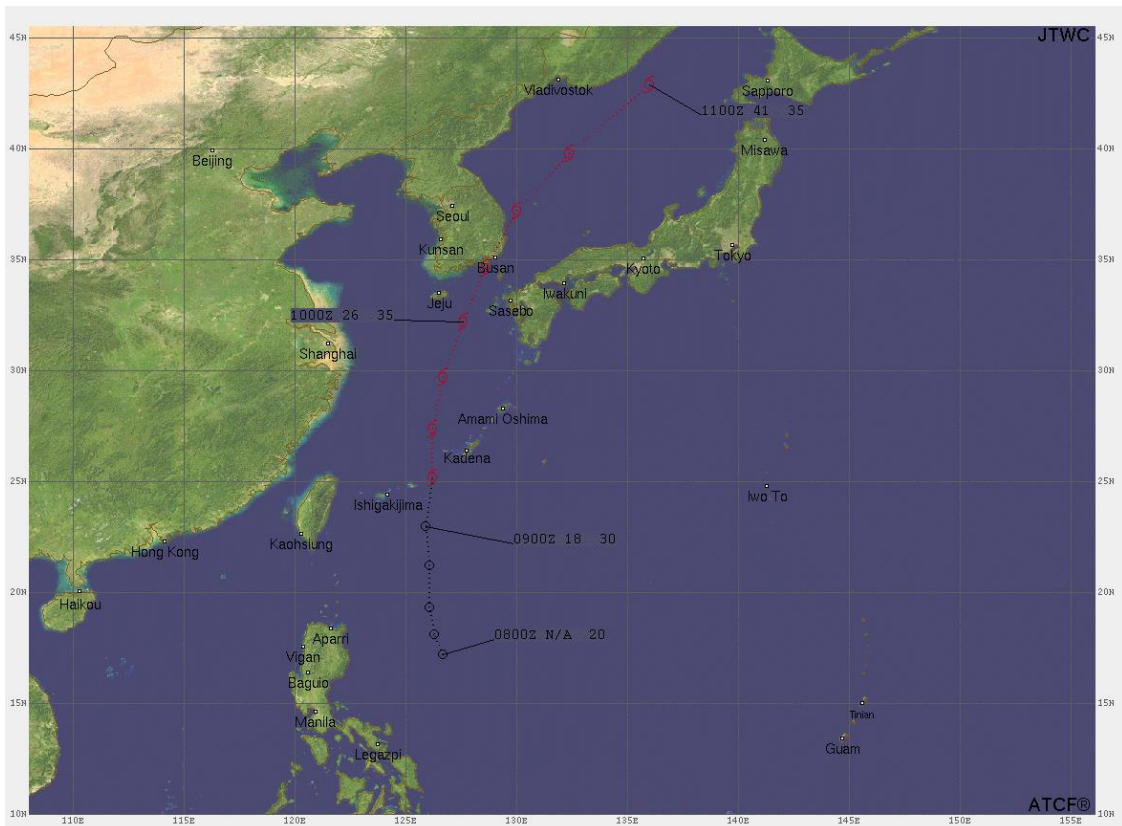 45N
JTWC
45N
Vladivostok
Sapporo
1100Z 41 35
40N
Beijing
Misawa
40N
Seoul
Kunsan
Tokyo
35N
Busan
Kyoto
35N
Jeju
Sasebo
Iwakuni
1000Z 26 35
Shanghai
30N
30N
Amami Oshima
Kadena
25N
Ishigakijima
Iwo To
25N
Hong Kong
Kaohsiung
0900Z 18 30
20N
Haikou
20N
Aparri
0800Z N/A 20
Vigan
Baguio
15N
Manila
Tinian
15N
Legazpi
Guam
10N
ATCF®
10N
110E 115E 120E 125E 130E 135E 140E 145E 150E 155E